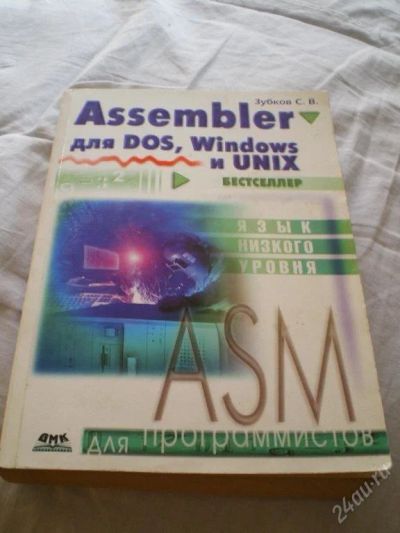 Зубков С. В.
Assembler
для DOS, Windows
и UNIX
БЕСТСЕЛЛЕР
ЯЗЫК
НИЗКОГО
УРОВНЯ
ASM
для программистов
ДМК
24au.ru